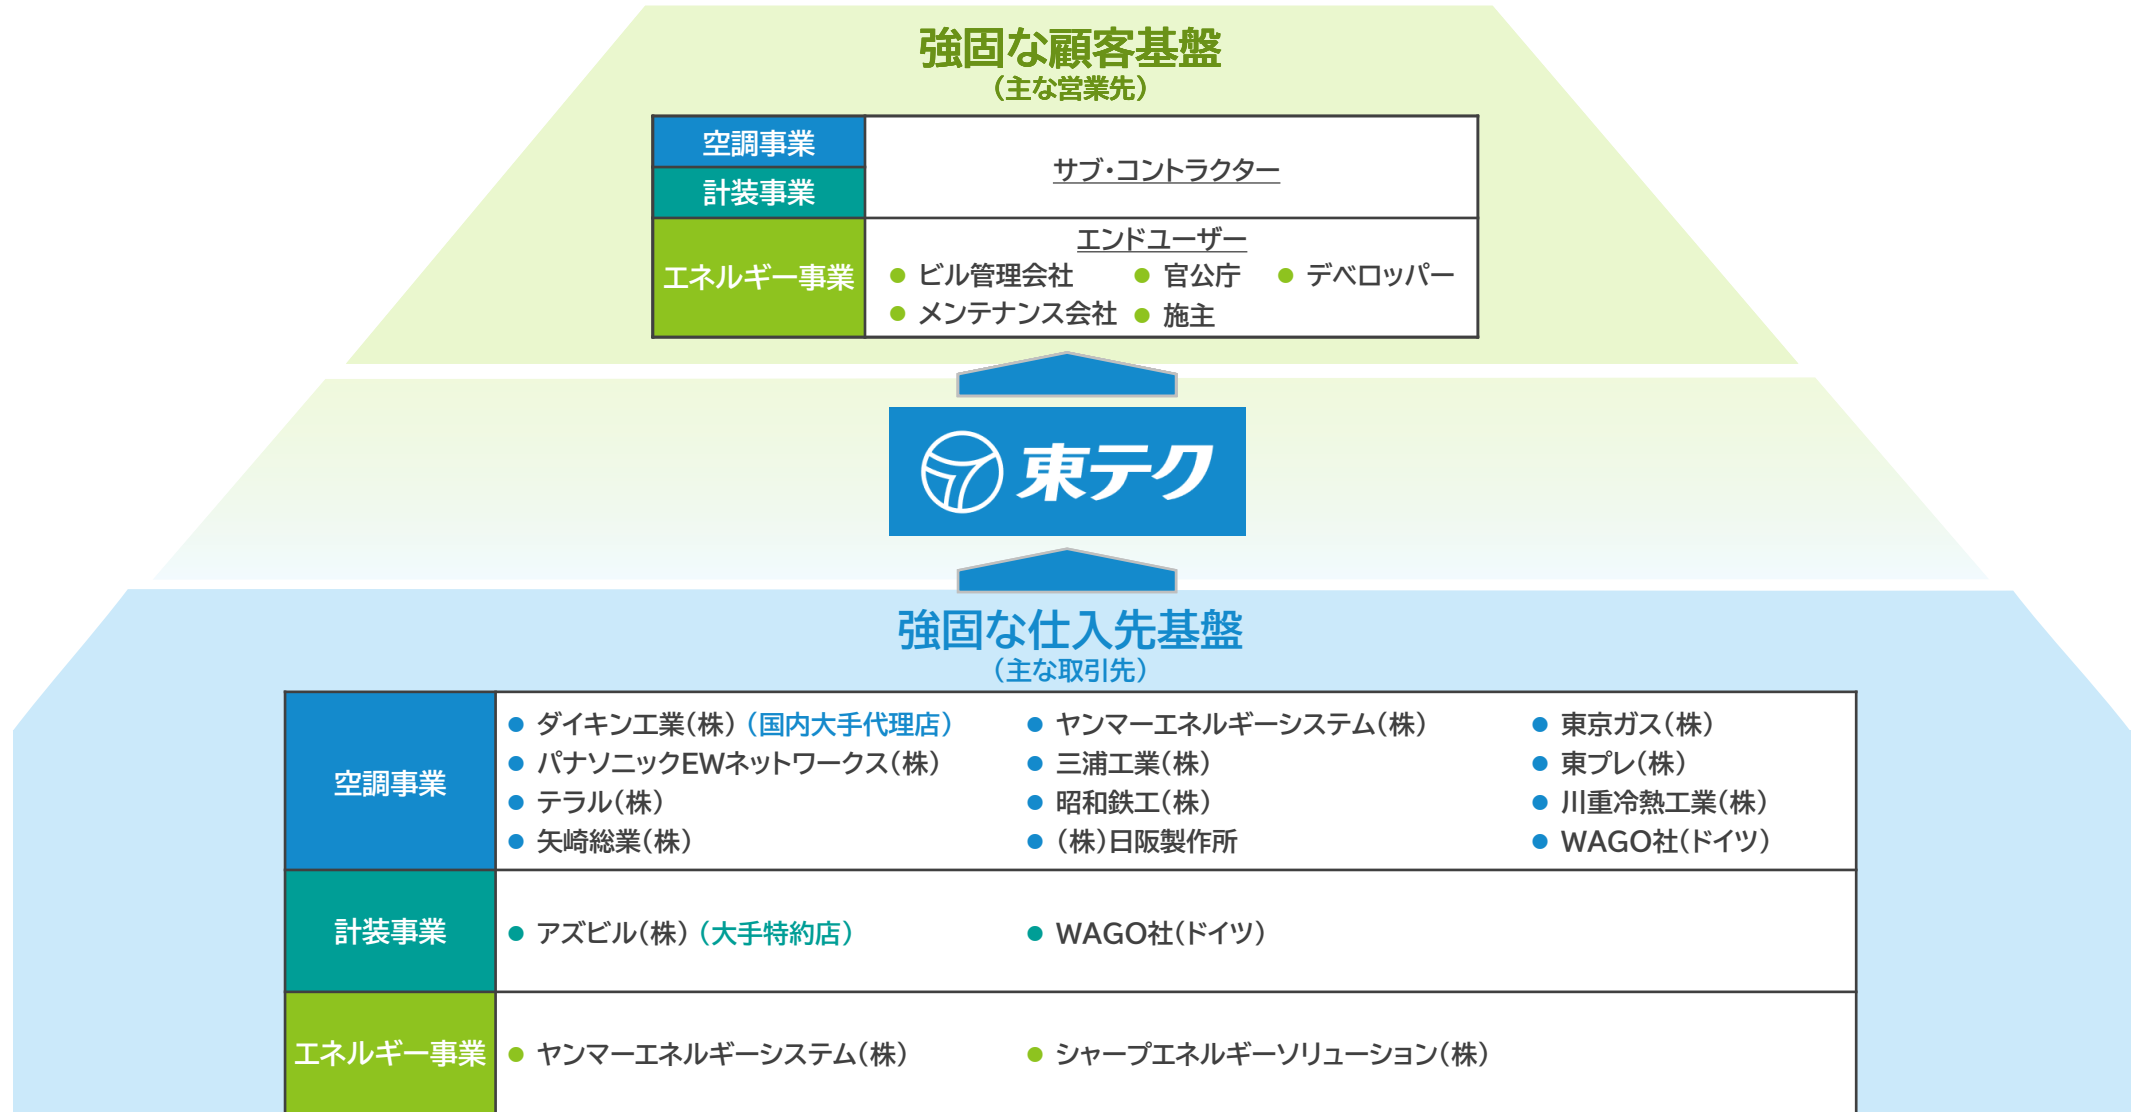 強固な顧客基盤
（主な営業先）
空調事業
計装事業
サブ・コントラクター
エネルギー事業
エンドユーザー
● ビル管理会社 ● 官公庁 ● デベロッパー
● メンテナンス会社 ● 施主
東テク
強固な仕入先基盤
（主な取引先）
空調事業
● ダイキン工業（株）（国内大手代理店） ● ヤンマーエネルギーシステム（株） ● 東京ガス（株）
● パナソニックEWネットワークス（株） ● 三浦工業（株） ● 東プレ（株）
● テラル（株） ● 昭和鉄工（株） ● 川重冷熱工業（株）
● 矢崎総業（株） ● （株）日阪製作所 ● WAGO社（ドイツ）
計装事業
● アズビル（株）（大手特約店） ● WAGO社（ドイツ）
エネルギー事業
● ヤンマーエネルギーシステム（株） ● シャープエネルギーソリューション（株）